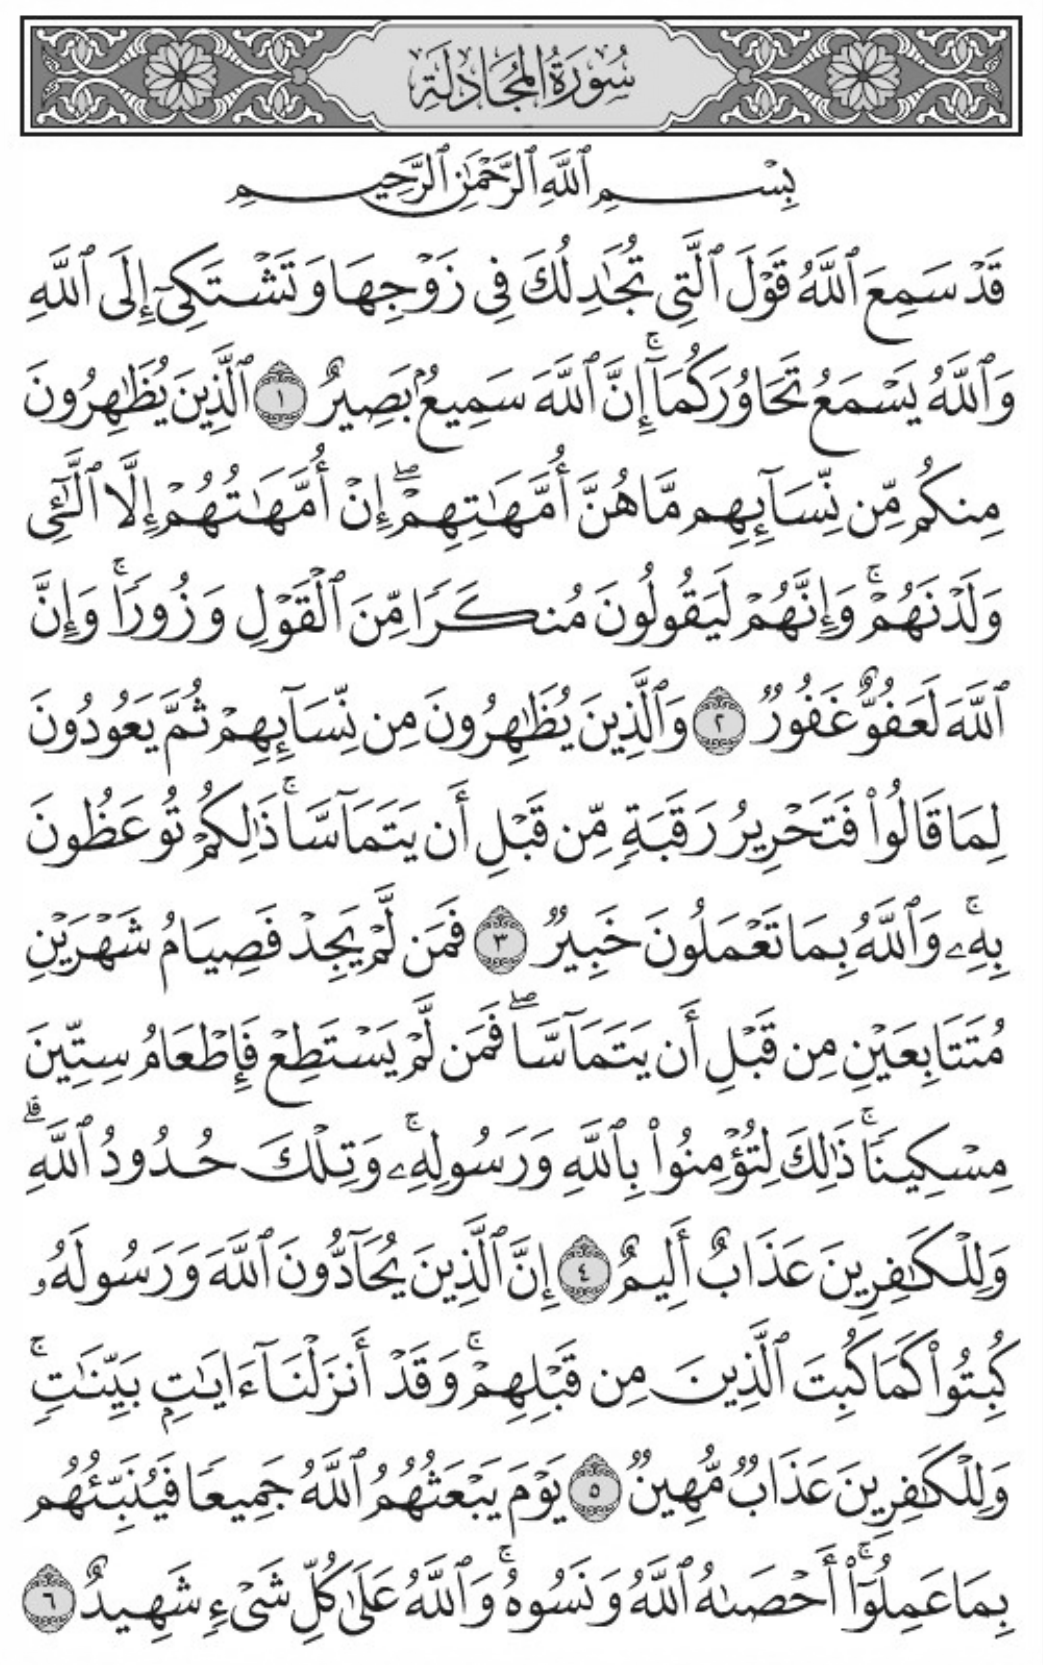 سُورَةُ المُجَادلَةِ
بِسْمِ ٱللَّهِ ٱلرَّحْمَٰنِ ٱلرَّحِيمِ
قَدْ سَمِعَ ٱللَّهُ قَوْلَ ٱلَّتِى تُجَٰدِلُكَ فِى زَوْجِهَا وَتَشْتَكِىٓ إِلَى ٱللَّهِ
وَٱللَّهُ يَسْمَعُ تَحَاوُرَكُمَآ ۚ إِنَّ ٱللَّهَ سَمِيعٌۢ بَصِيرٌ ١ ٱلَّذِينَ يُظَٰهِرُونَ
مِنكُم مِّن نِّسَآئِهِم مَّا هُنَّ أُمَّهَٰتِهِمْ ۖ إِنْ أُمَّهَٰتُهُمْ إِلَّا ٱلَّٰٓـِٔى
وَلَدْنَهُمْ ۚ وَإِنَّهُمْ لَيَقُولُونَ مُنكَرًا مِّنَ ٱلْقَوْلِ وَزُورًا ۚ وَإِنَّ
ٱللَّهَ لَعَفُوٌّ غَفُورٌ ٢ وَٱلَّذِينَ يُظَٰهِرُونَ مِن نِّسَآئِهِمْ ثُمَّ يَعُودُونَ
لِمَا قَالُوا۟ فَتَحْرِيرُ رَقَبَةٍ مِّن قَبْلِ أَن يَتَمَآسَّا ۚ ذَٰلِكُمْ تُوعَظُونَ
بِهِۦ ۚ وَٱللَّهُ بِمَا تَعْمَلُونَ خَبِيرٌ ٣ فَمَن لَّمْ يَجِدْ فَصِيَامُ شَهْرَيْنِ
مُتَتَابِعَيْنِ مِن قَبْلِ أَن يَتَمَآسَّا ۖ فَمَن لَّمْ يَسْتَطِعْ فَإِطْعَامُ سِتِّينَ
مِسْكِينًا ۚ ذَٰلِكَ لِتُؤْمِنُوا۟ بِٱللَّهِ وَرَسُولِهِۦ ۚ وَتِلْكَ حُدُودُ ٱللَّهِ ۗ
وَلِلْكَٰفِرِينَ عَذَابٌ أَلِيمٌ ٤ إِنَّ ٱلَّذِينَ يُحَآدُّونَ ٱللَّهَ وَرَسُولَهُۥ
كُبِتُوا۟ كَمَا كُبِتَ ٱلَّذِينَ مِن قَبْلِهِمْ ۚ وَقَدْ أَنزَلْنَآ ءَايَٰتٍۭ بَيِّنَٰتٍ ۚ
وَلِلْكَٰفِرِينَ عَذَابٌ مُّهِينٌ ٥ يَوْمَ يَبْعَثُهُمُ ٱللَّهُ جَمِيعًا فَيُنَبِّئُهُم
بِمَا عَمِلُوٓا۟ ۚ أَحْصَىٰهُ ٱللَّهُ وَنَسُوهُ ۚ وَٱللَّهُ عَلَىٰ كُلِّ شَىْءٍ شَهِيدٌ ٦